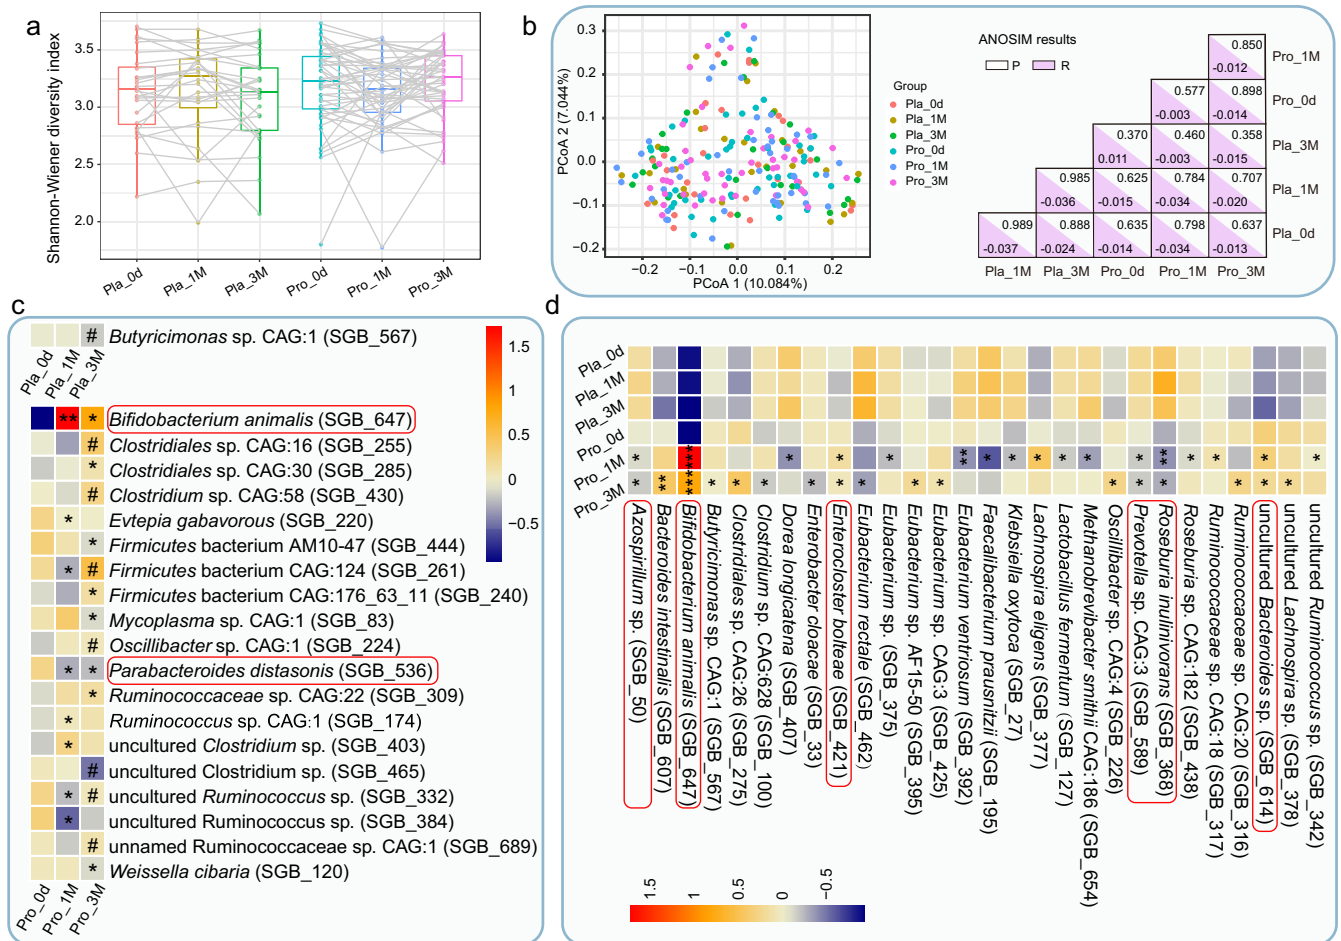 a
Shannon-Wiener diversity index
3.5
3.0
2.5
2.0
Pla_0d
Pla_1M
Pla_3M
Pro_0d
Pro_1M
Pro_3M
b
PCoA 2 (7.044%)
0.3
0.2
0.1
0.0
−0.1
−0.2
−0.2
−0.1
0.0
0.1
0.2
PCoA 1 (10.084%)
Group
Pla_0d
Pla_1M
Pla_3M
Pro_0d
Pro_1M
Pro_3M
ANOSIM results
P
R
0.850
-0.012
Pro_1M
0.577
-0.003
0.898
-0.014
Pro_0d
0.370
0.011
0.460
-0.003
0.358
-0.015
Pla_3M
0.985
-0.036
0.625
-0.015
0.784
-0.034
0.707
-0.020
Pla_1M
0.989
-0.037
0.888
-0.024
0.635
-0.014
0.798
-0.034
0.637
-0.013
Pla_0d
Pla_1M
Pla_3M
Pro_0d
Pro_1M
Pro_3M
c
# Butyricimonas sp. CAG:1 (SGB_567)
Pla_0d
Pla_1M
Pla_3M
** * Bifidobacterium animalis (SGB_647)
# Clostridiales sp. CAG:16 (SGB_255)
* Clostridiales sp. CAG:30 (SGB_285)
# Clostridium sp. CAG:58 (SGB_430)
* Evtepia gabavorous (SGB_220)
* Firmicutes bacterium AM10-47 (SGB_444)
* # Firmicutes bacterium CAG:124 (SGB_261)
* Firmicutes bacterium CAG:176_63_11 (SGB_240)
* Mycoplasma sp. CAG:1 (SGB_83)
# Oscillibacter sp. CAG:1 (SGB_224)
* * Parabacteroides distasonis (SGB_536)
* Ruminococcaceae sp. CAG:22 (SGB_309)
* Ruminococcus sp. CAG:1 (SGB_174)
* uncultured Clostridium sp. (SGB_403)
# uncultured Clostridium sp. (SGB_465)
* # uncultured Ruminococcus sp. (SGB_332)
* uncultured Ruminococcus sp. (SGB_384)
# unnamed Ruminococcaceae sp. CAG:1 (SGB_689)
* Weissella cibaria (SGB_120)
Pro_0d
Pro_1M
Pro_3M
1.5
1
0.5
0
−0.5
d
Pla_0d
Pla_1M
Pla_3M
Pro_0d
Pro_1M
Pro_3M
Azospirillum sp. (SGB_50)
Bacteroides intestinalis (SGB_607)
Bifidobacterium animalis (SGB_647)
Butyricimonas sp. CAG:1 (SGB_567)
Clostridiales sp. CAG:26 (SGB_275)
Clostridium sp. CAG:628 (SGB_100)
Dorea longicatena (SGB_407)
Enterobacter cloacae (SGB_33)
Enterocloster bolteae (SGB_421)
Eubacterium rectale (SGB_462)
Eubacterium sp. (SGB_375)
Eubacterium sp. AF15-50 (SGB_395)
Eubacterium sp. CAG:3 (SGB_425)
Eubacterium ventriosum (SGB_392)
Faecalibacterium prausnitzii (SGB_195)
Klebsiella oxytoca (SGB_27)
Lachnospira eligens (SGB_377)
Lactobacillus fermentum (SGB_127)
Methanobrevibacter smithii CAG:186 (SGB_654)
Oscillibacter sp. CAG:4 (SGB_226)
Prevotella sp. CAG:3 (SGB_589)
Roseburia inulinivorans (SGB_368)
Roseburia sp. CAG:182 (SGB_438)
Ruminococcaceae sp. CAG:18 (SGB_317)
Ruminococcaceae sp. CAG:20 (SGB_316)
uncultured Bacteroides sp. (SGB_614)
uncultured Lachnospira sp. (SGB_378)
uncultured Ruminococcus sp. (SGB_342)
1.5
1
0.5
0
−0.5